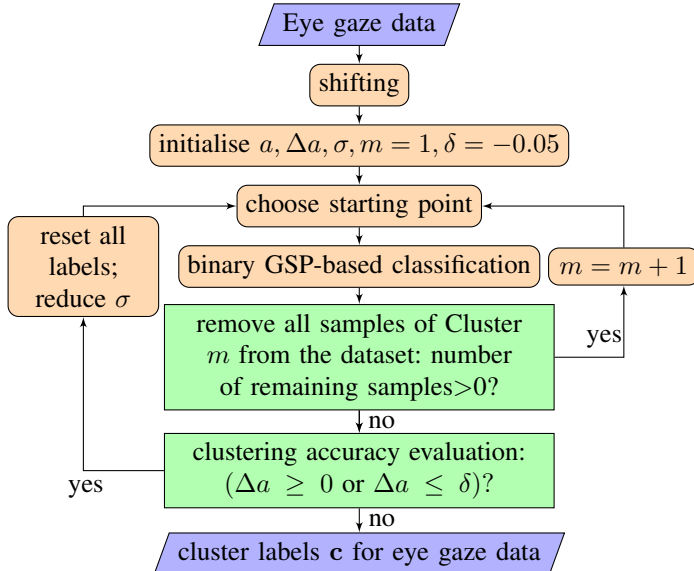 Eye gaze data
shifting
initialise a, Δa, σ, m = 1, δ = −0.05
choose starting point
reset all
labels;
reduce σ
binary GSP-based classification
m = m + 1
remove all samples of Cluster
m from the dataset: number
of remaining samples>0?
yes
no
clustering accuracy evaluation:
(Δa ≥ 0 or Δa ≤ δ)?
yes
no
cluster labels c for eye gaze data